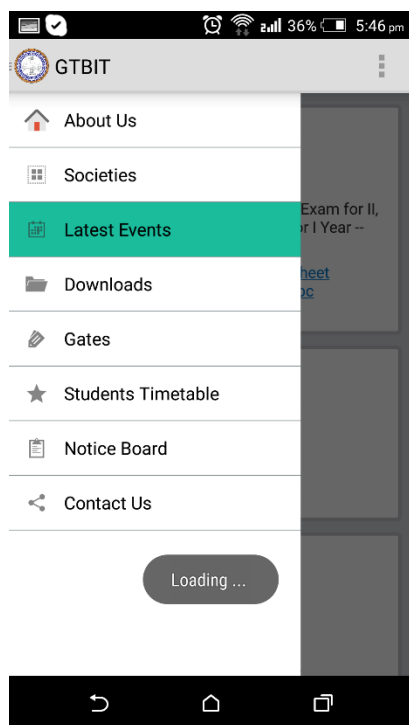 36% 5:46 pm
GTBIT
About Us
Societies
Latest Events
Exam for II,
or I Year --
Downloads
heet
oc
Gates
Students Timetable
Notice Board
Contact Us
Loading ...